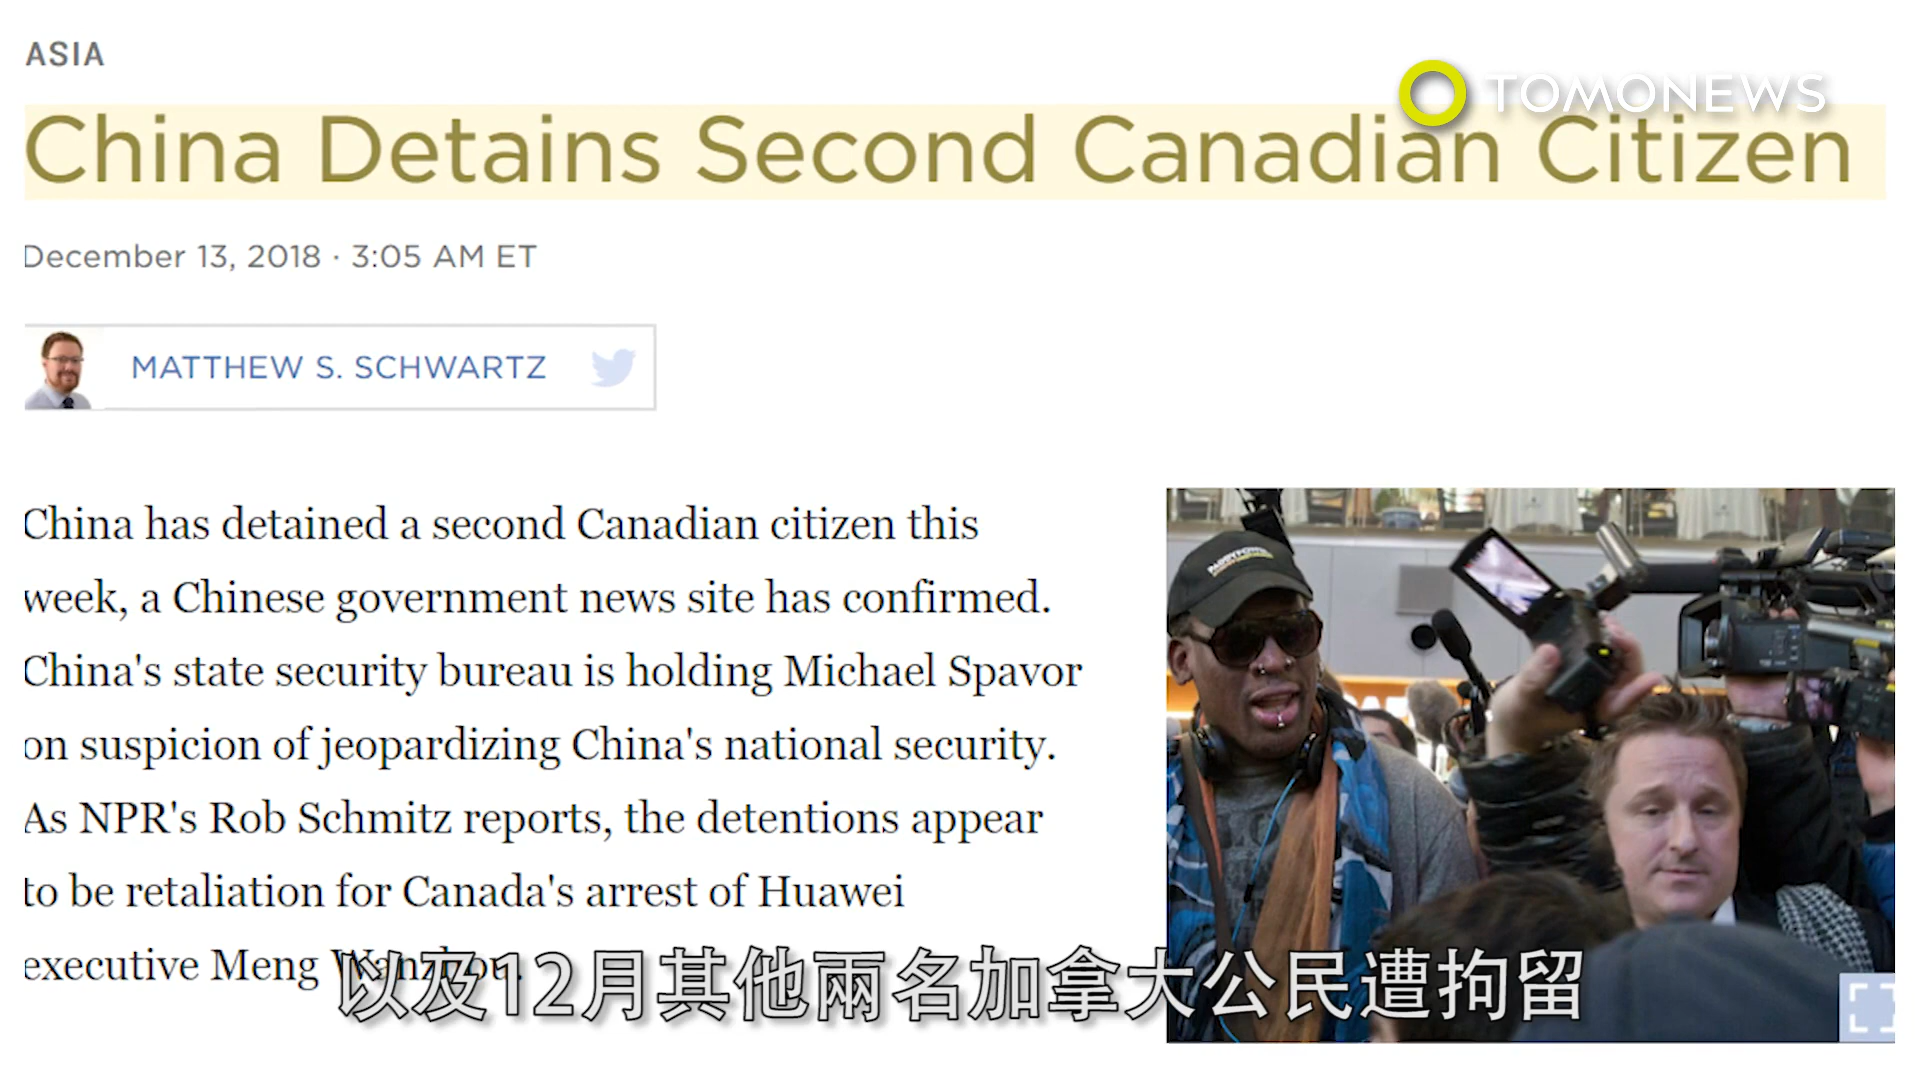 ASIA
TOMONEWS
China Detains Second Canadian Citizen
December 13, 2018 · 3:05 AM ET
MATTHEW S. SCHWARTZ
China has detained a second Canadian citizen this
week, a Chinese government news site has confirmed.
China's state security bureau is holding Michael Spavor
on suspicion of jeopardizing China's national security.
As NPR's Rob Schmitz reports, the detentions appear
to be retaliation for Canada's arrest of Huawei
executive Meng Wanzhou.
以及12月其他兩名加拿大公民遭拘留